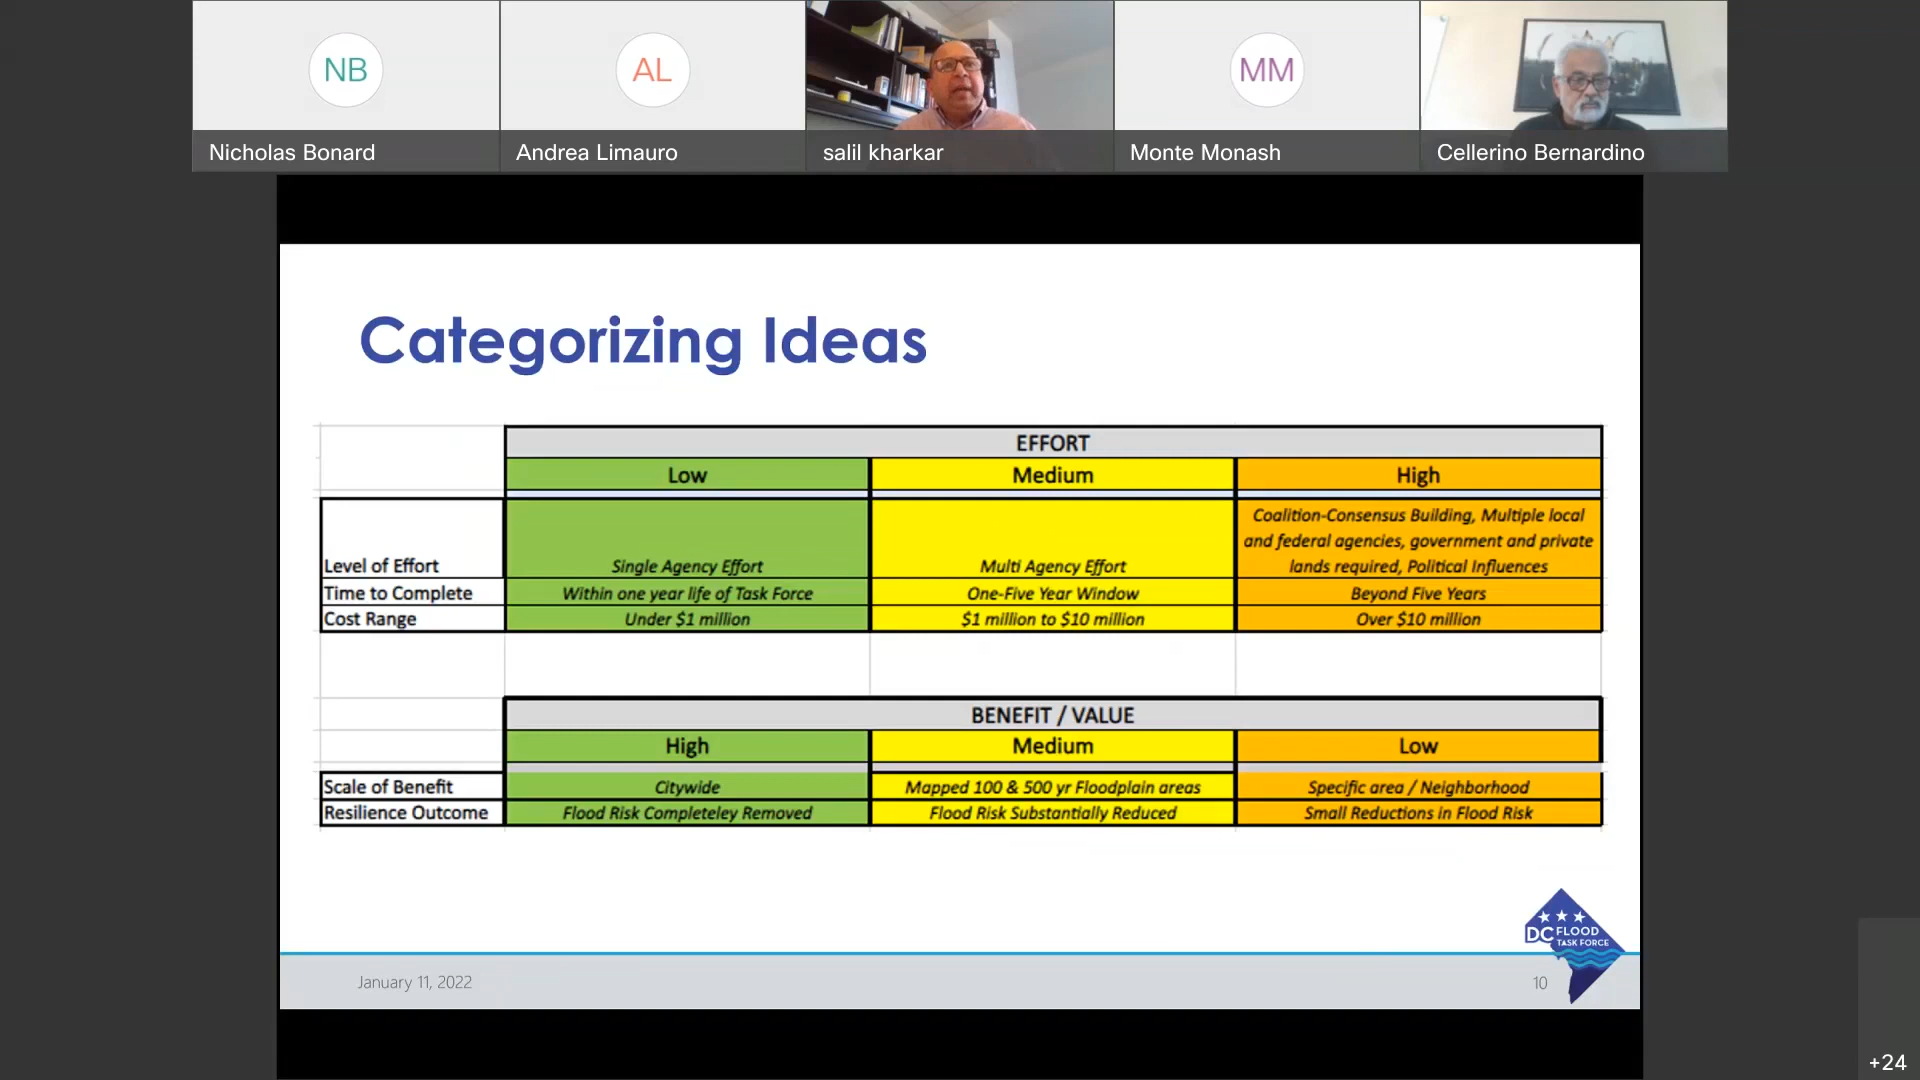 NB
AL
MM
Nicholas Bonard
Andrea Limauro
salil kharkar
Monte Monash
Cellerino Bernardino
Categorizing Ideas
EFFORT
Low Medium High
Level of Effort Single Agency Effort Multi Agency Effort Coalition-Consensus Building, Multiple local
and federal agencies, government and private
lands required, Political Influences
Time to Complete Within one year life of Task Force One-Five Year Window Beyond Five Years
Cost Range Under $1 million $1 million to $10 million Over $10 million
BENEFIT / VALUE
High Medium Low
Scale of Benefit Citywide Mapped 100 & 500 yr Floodplain areas Specific area / Neighborhood
Resilience Outcome Flood Risk Completeley Removed Flood Risk Substantially Reduced Small Reductions in Flood Risk
DC FLOOD
TASK FORCE
January 11, 2022
10
+24